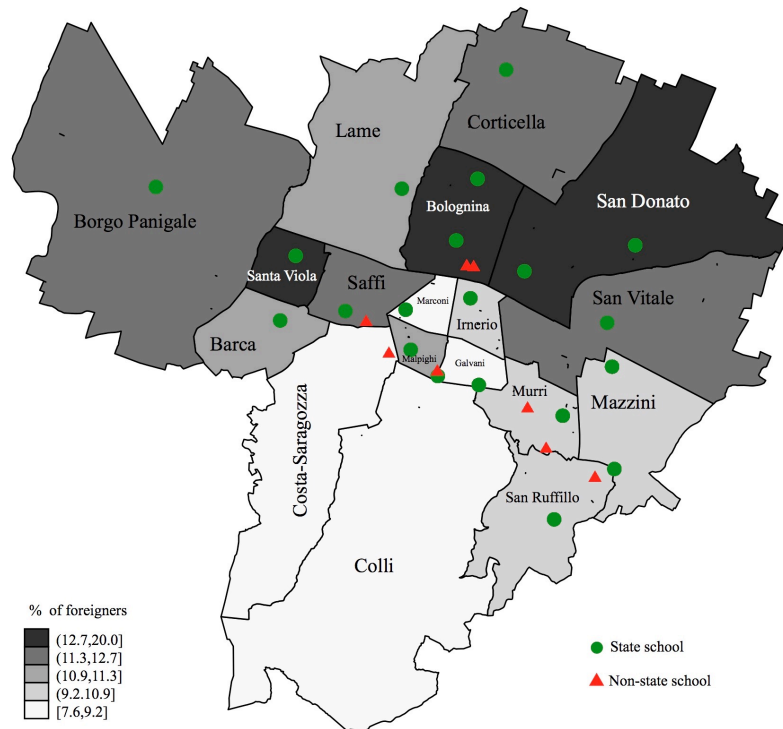 Corticella
Lame
San Donato
Bolognina
Borgo Panigale
Santa Viola
Saffi
San Vitale
Marconi
Irnerio
Barca
Malpighi
Galvani
Murri
Mazzini
Costa-Saragozza
San Ruffillo
Colli
% of foreigners
(12.7,20.0]
(11.3,12.7]
(10.9,11.3]
(9.2.10.9]
[7.6,9.2]
State school
Non-state school